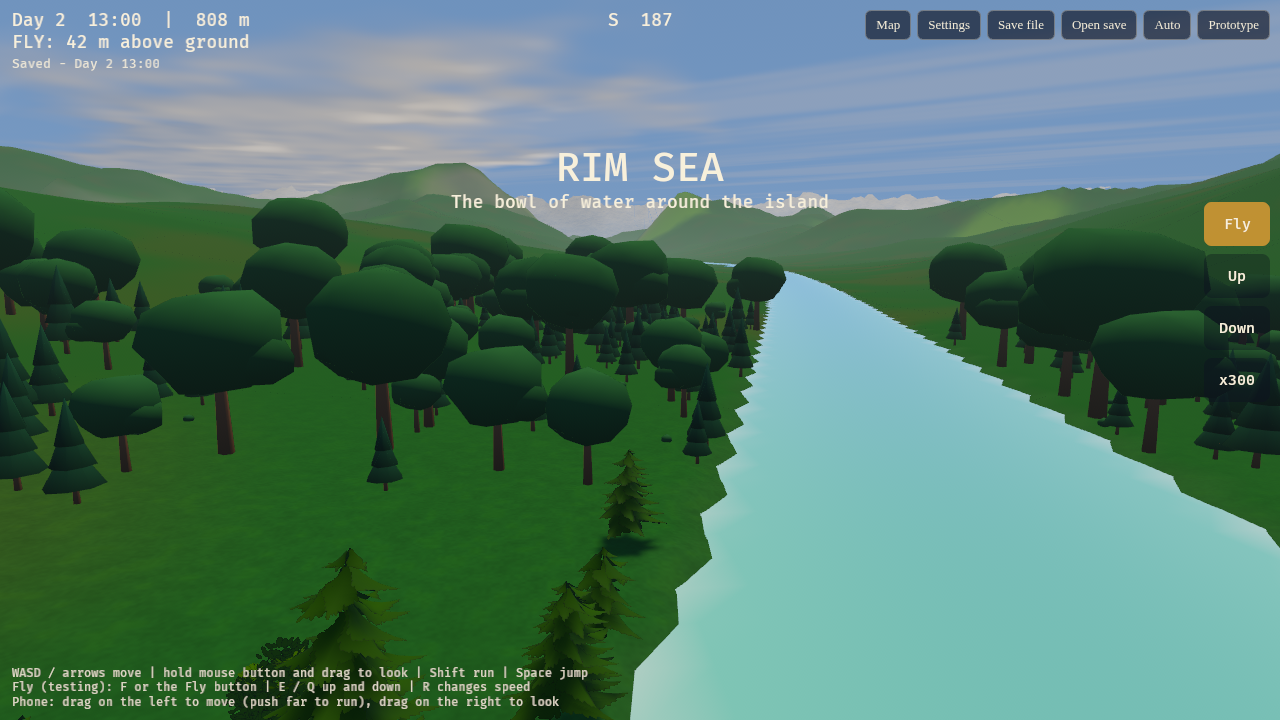 Day 2  13:00  |  808 m
FLY: 42 m above ground
Saved - Day 2 13:00
S  187
Map
Settings
Save file
Open save
Auto
Prototype
RIM SEA
The bowl of water around the island
Fly
Up
Down
x300
WASD / arrows move | hold mouse button and drag to look | Shift run | Space jump
Fly (testing): F or the Fly button | E / Q up and down | R changes speed
Phone: drag on the left to move (push far to run), drag on the right to look